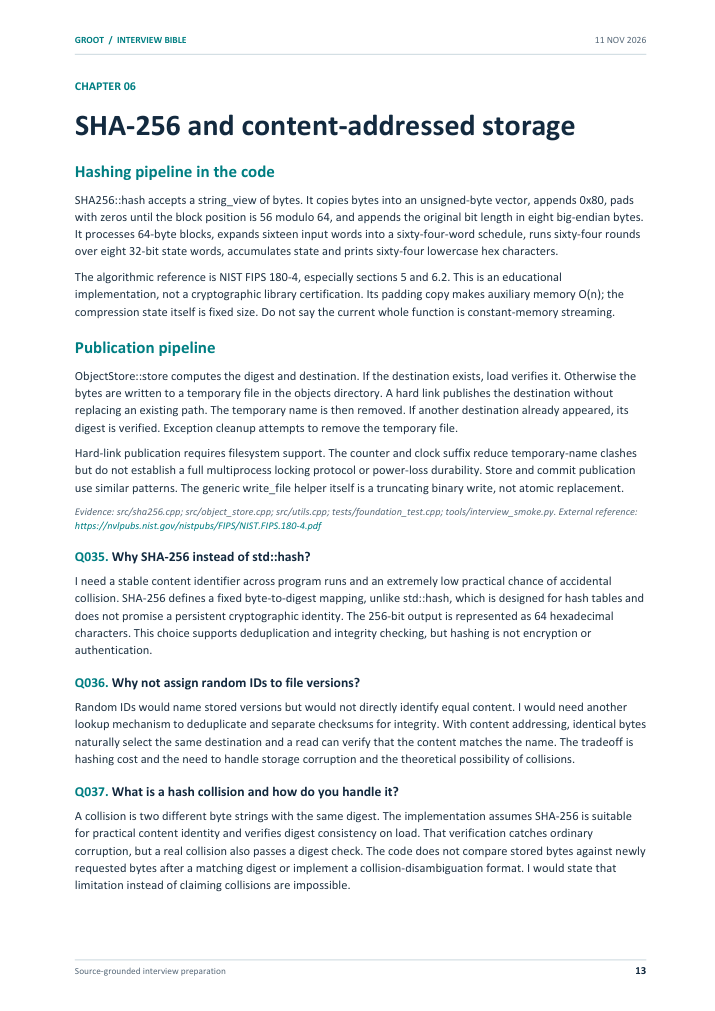 GROOT / INTERVIEW BIBLE
11 NOV 2026
CHAPTER 06
SHA-256 and content-addressed storage
Hashing pipeline in the code
SHA256::hash accepts a string_view of bytes. It copies bytes into an unsigned-byte vector, appends 0x80, pads
with zeros until the block position is 56 modulo 64, and appends the original bit length in eight big-endian bytes.
It processes 64-byte blocks, expands sixteen input words into a sixty-four-word schedule, runs sixty-four rounds
over eight 32-bit state words, accumulates state and prints sixty-four lowercase hex characters.
The algorithmic reference is NIST FIPS 180-4, especially sections 5 and 6.2. This is an educational
implementation, not a cryptographic library certification. Its padding copy makes auxiliary memory O(n); the
compression state itself is fixed size. Do not say the current whole function is constant-memory streaming.
Publication pipeline
ObjectStore::store computes the digest and destination. If the destination exists, load verifies it. Otherwise the
bytes are written to a temporary file in the objects directory. A hard link publishes the destination without
replacing an existing path. The temporary name is then removed. If another destination already appeared, its
digest is verified. Exception cleanup attempts to remove the temporary file.
Hard-link publication requires filesystem support. The counter and clock suffix reduce temporary-name clashes
but do not establish a full multiprocess locking protocol or power-loss durability. Store and commit publication
use similar patterns. The generic write_file helper itself is a truncating binary write, not atomic replacement.
Evidence: src/sha256.cpp; src/object_store.cpp; src/utils.cpp; tests/foundation_test.cpp; tools/interview_smoke.py. External reference:
https://nvlpubs.nist.gov/nistpubs/FIPS/NIST.FIPS.180-4.pdf
Q035. Why SHA-256 instead of std::hash?
I need a stable content identifier across program runs and an extremely low practical chance of accidental
collision. SHA-256 defines a fixed byte-to-digest mapping, unlike std::hash, which is designed for hash tables and
does not promise a persistent cryptographic identity. The 256-bit output is represented as 64 hexadecimal
characters. This choice supports deduplication and integrity checking, but hashing is not encryption or
authentication.
Q036. Why not assign random IDs to file versions?
Random IDs would name stored versions but would not directly identify equal content. I would need another
lookup mechanism to deduplicate and separate checksums for integrity. With content addressing, identical bytes
naturally select the same destination and a read can verify that the content matches the name. The tradeoff is
hashing cost and the need to handle storage corruption and the theoretical possibility of collisions.
Q037. What is a hash collision and how do you handle it?
A collision is two different byte strings with the same digest. The implementation assumes SHA-256 is suitable
for practical content identity and verifies digest consistency on load. That verification catches ordinary
corruption, but a real collision also passes a digest check. The code does not compare stored bytes against newly
requested bytes after a matching digest or implement a collision-disambiguation format. I would state that
limitation instead of claiming collisions are impossible.
Source-grounded interview preparation
13